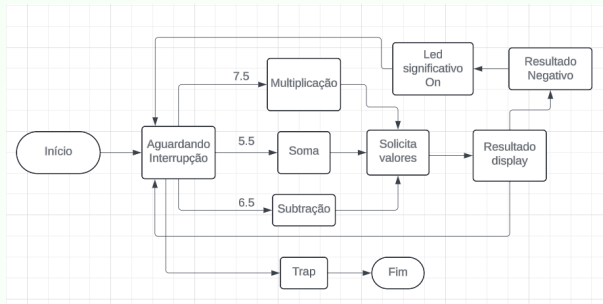 Led
significativo
On
Resultado
Negativo
7.5
Multiplicação
Início
Aguardando
Interrupção
5.5
Soma
Solicita
valores
Resultado
display
6.5
Subtração
Trap
Fim